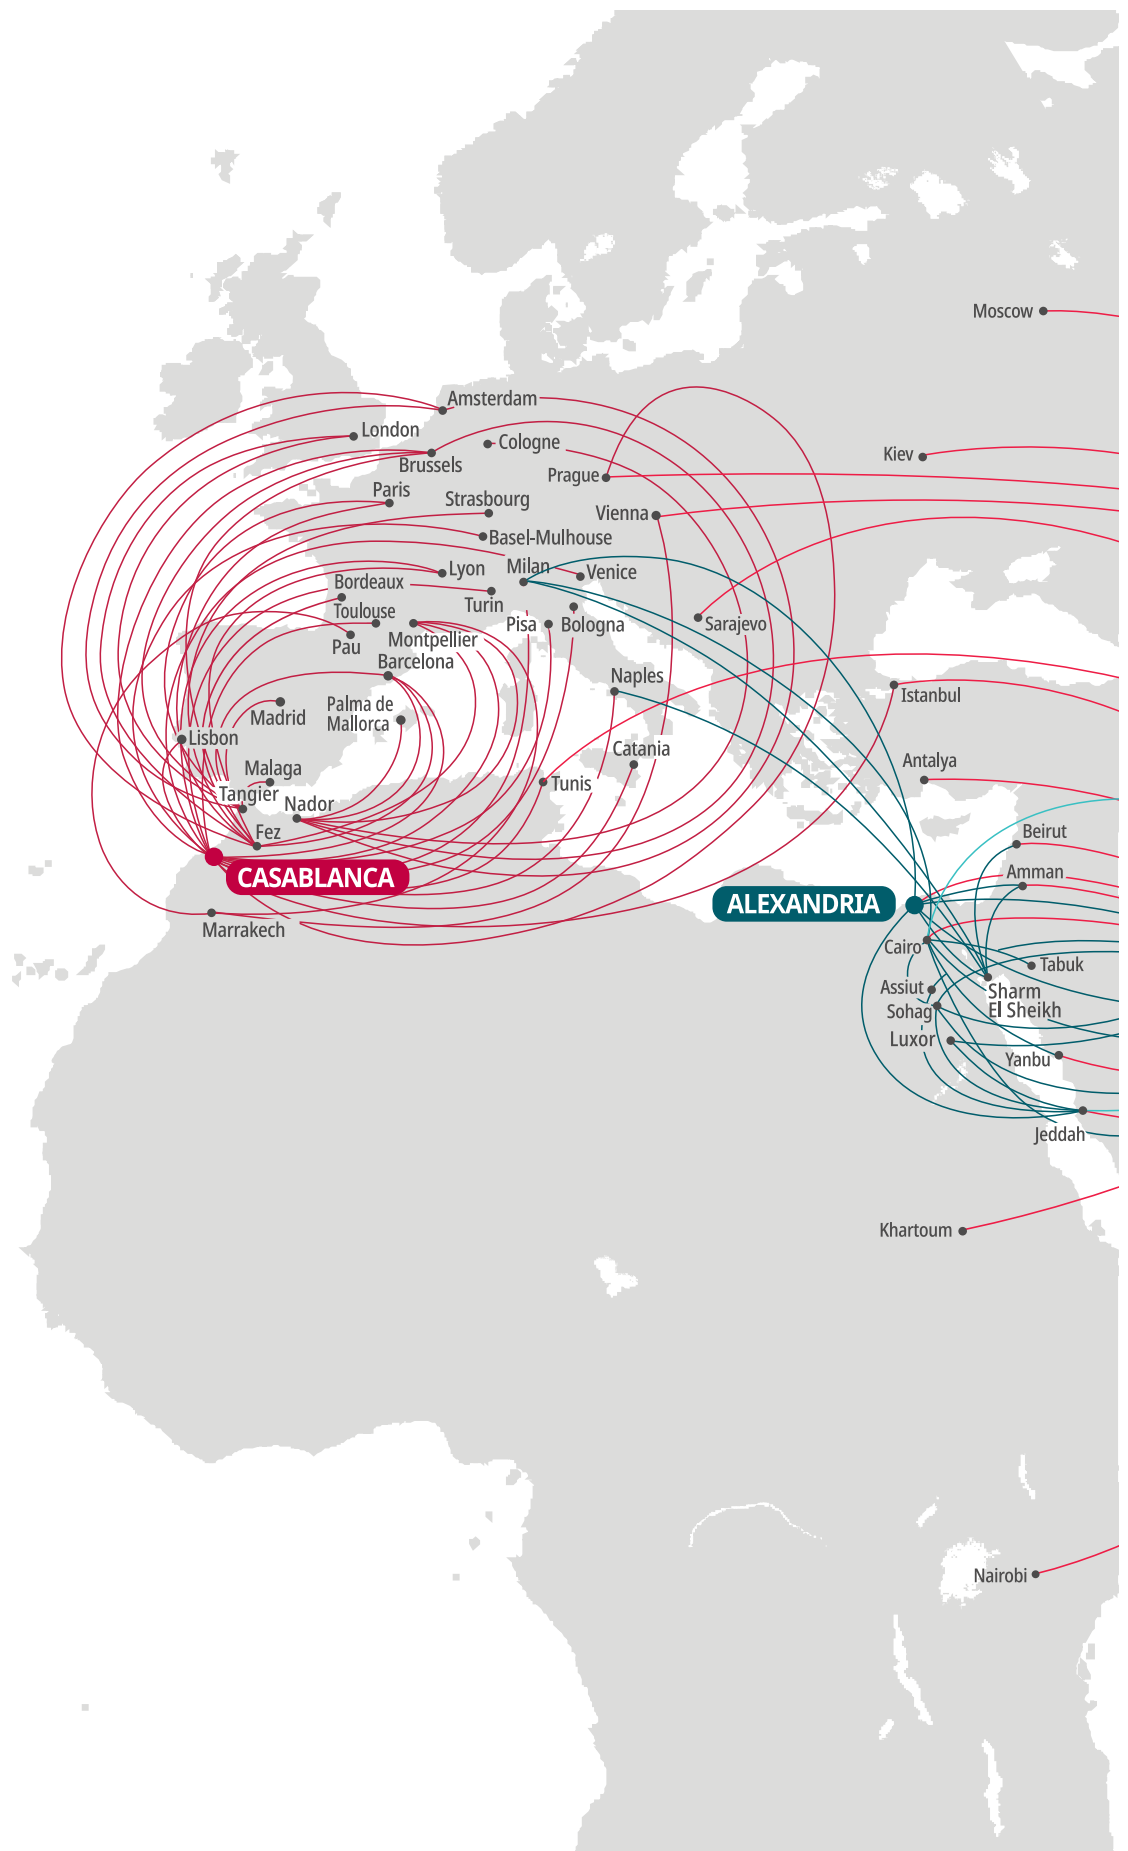 Moscow
Amsterdam
London
Cologne
Kiev
Brussels
Prague
Paris
Strasbourg
Vienna
Basel-Mulhouse
Milan
Venice
Lyon
Bordeaux
Turin
Toulouse
Pisa
Bologna
Sarajevo
Montpellier
Pau
Barcelona
Naples
Istanbul
Palma de
Mallorca
Madrid
Lisbon
Catania
Antalya
Malaga
Tunis
Tangier
Nador
Fez
Beirut
CASABLANCA
Amman
ALEXANDRIA
Marrakech
Cairo
Tabuk
Assiut
Sharm
El Sheikh
Sohag
Luxor
Yanbu
Jeddah
Khartoum
Nairobi